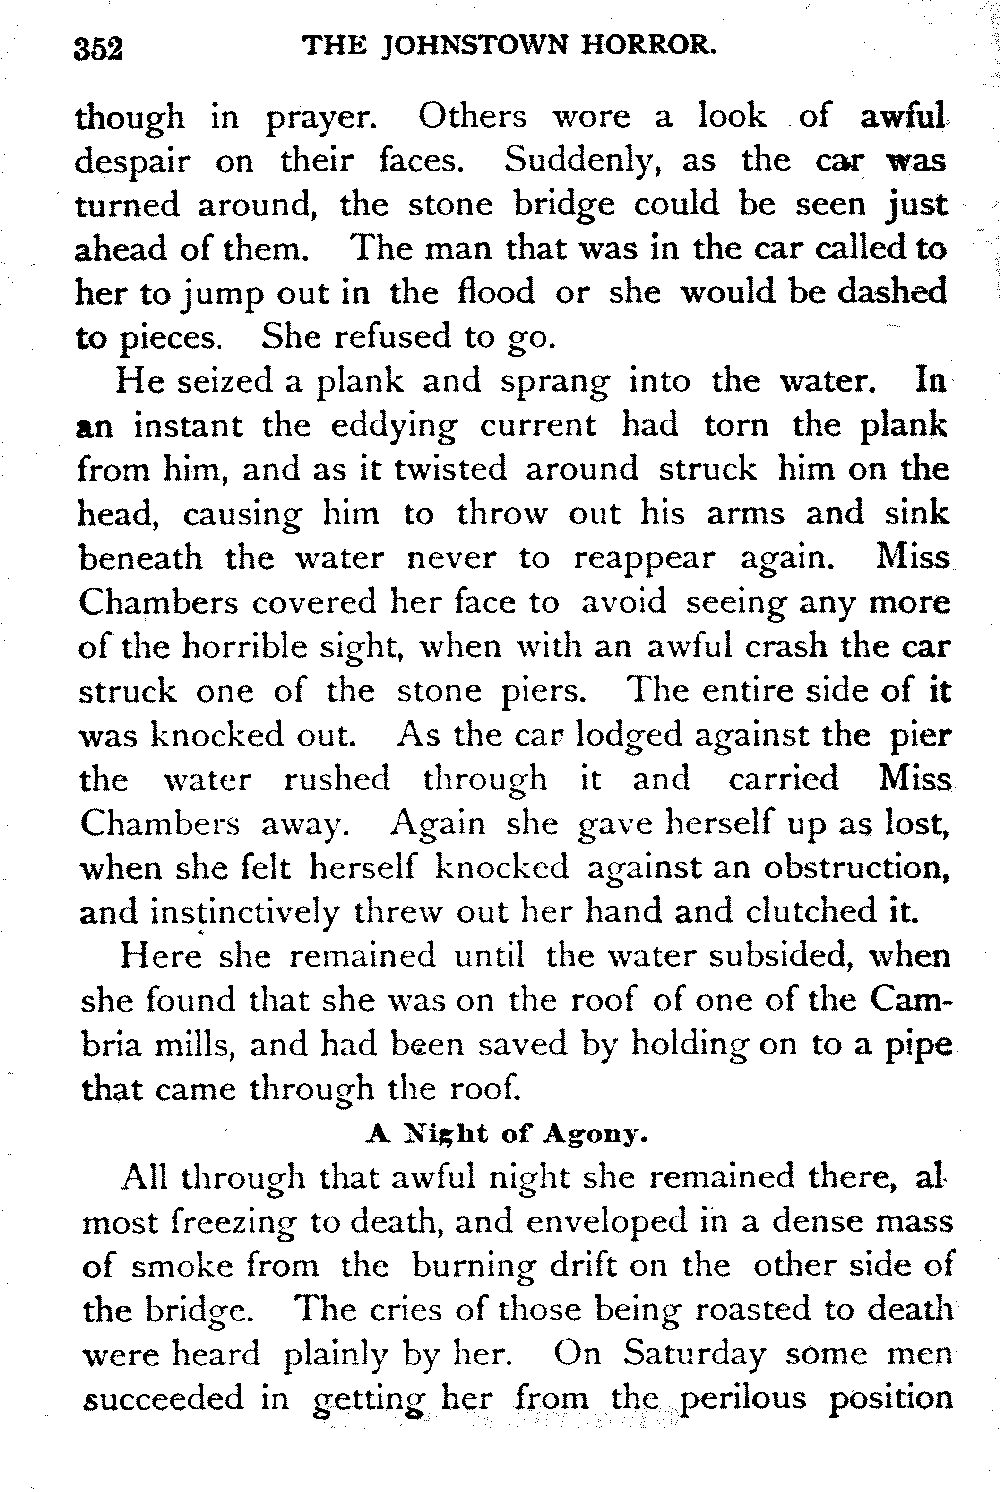 352 THE JOHNSTOWN HORROR.
though in prayer. Others wore a look of awful
despair on their faces. Suddenly, as the car was
turned around, the stone bridge could be seen just
ahead of them. The man that was in the car called to
her to jump out in the flood or she would be dashed
to pieces. She refused to go.
He seized a plank and sprang into the water. In
an instant the eddying current had torn the plank
from him, and as it twisted around struck him on the
head, causing him to throw out his arms and sink
beneath the water never to reappear again. Miss
Chambers covered her face to avoid seeing any more
of the horrible sight, when with an awful crash the car
struck one of the stone piers. The entire side of it
was knocked out. As the car lodged against the pier
the water rushed through it and carried Miss
Chambers away. Again she gave herself up as lost,
when she felt herself knocked against an obstruction,
and instinctively threw out her hand and clutched it.
Here she remained until the water subsided, when
she found that she was on the roof of one of the Cam-
bria mills, and had been saved by holding on to a pipe
that came through the roof.
A Night of Agony.
All through that awful night she remained there, al-
most freezing to death, and enveloped in a dense mass
of smoke from the burning drift on the other side of
the bridge. The cries of those being roasted to death
were heard plainly by her. On Saturday some men
succeeded in getting her from the perilous position